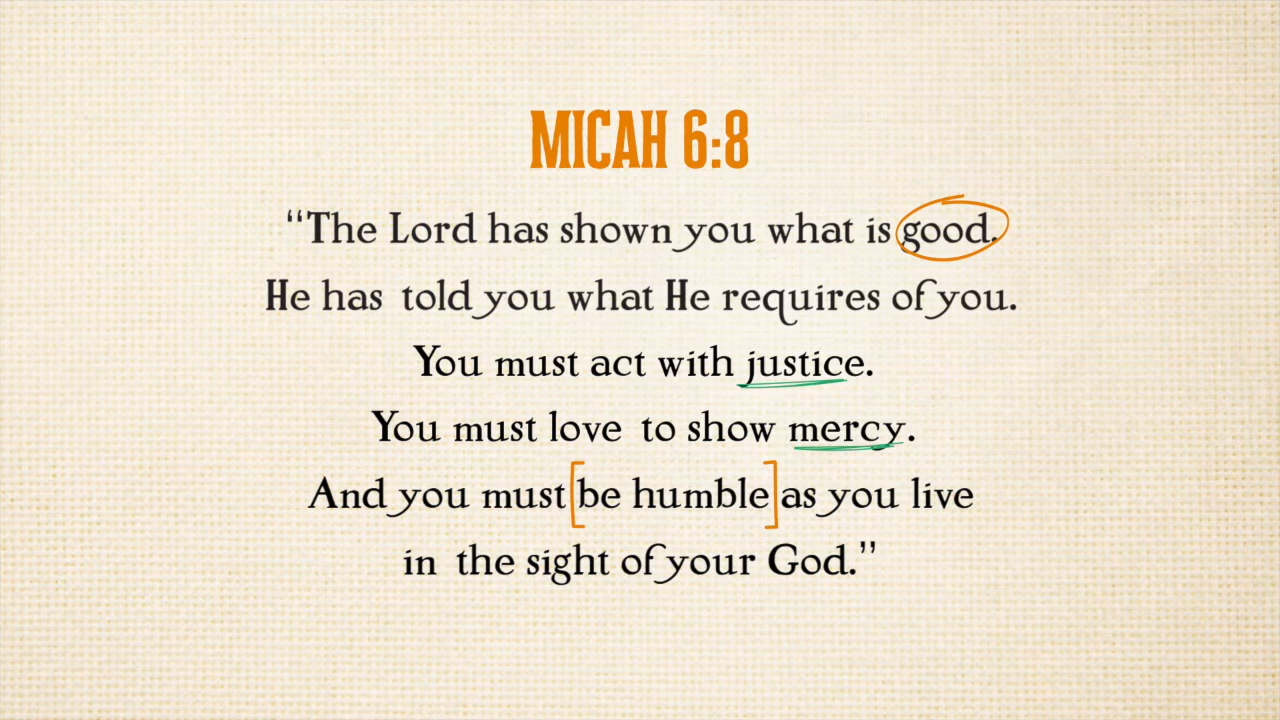 MICAH 6:8
“The Lord has shown you what is good.
He has told you what He requires of you.
You must act with justice.
You must love to show mercy.
And you must [be humble] as you live
in the sight of your God.”